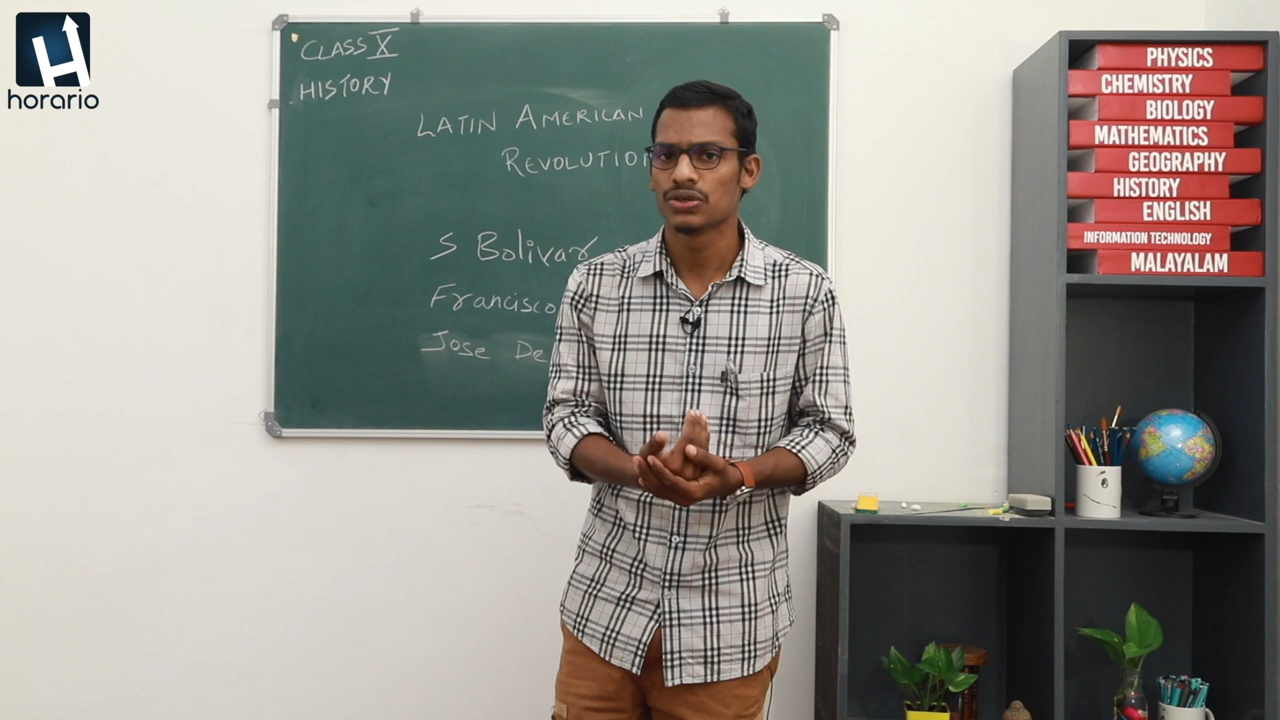 horario
CLASS X
HISTORY
LATIN AMERICAN
REVOLUTION
S Bolivar
Francisco
Jose De
PHYSICS
CHEMISTRY
BIOLOGY
MATHEMATICS
GEOGRAPHY
HISTORY
ENGLISH
INFORMATION TECHNOLOGY
MALAYALAM